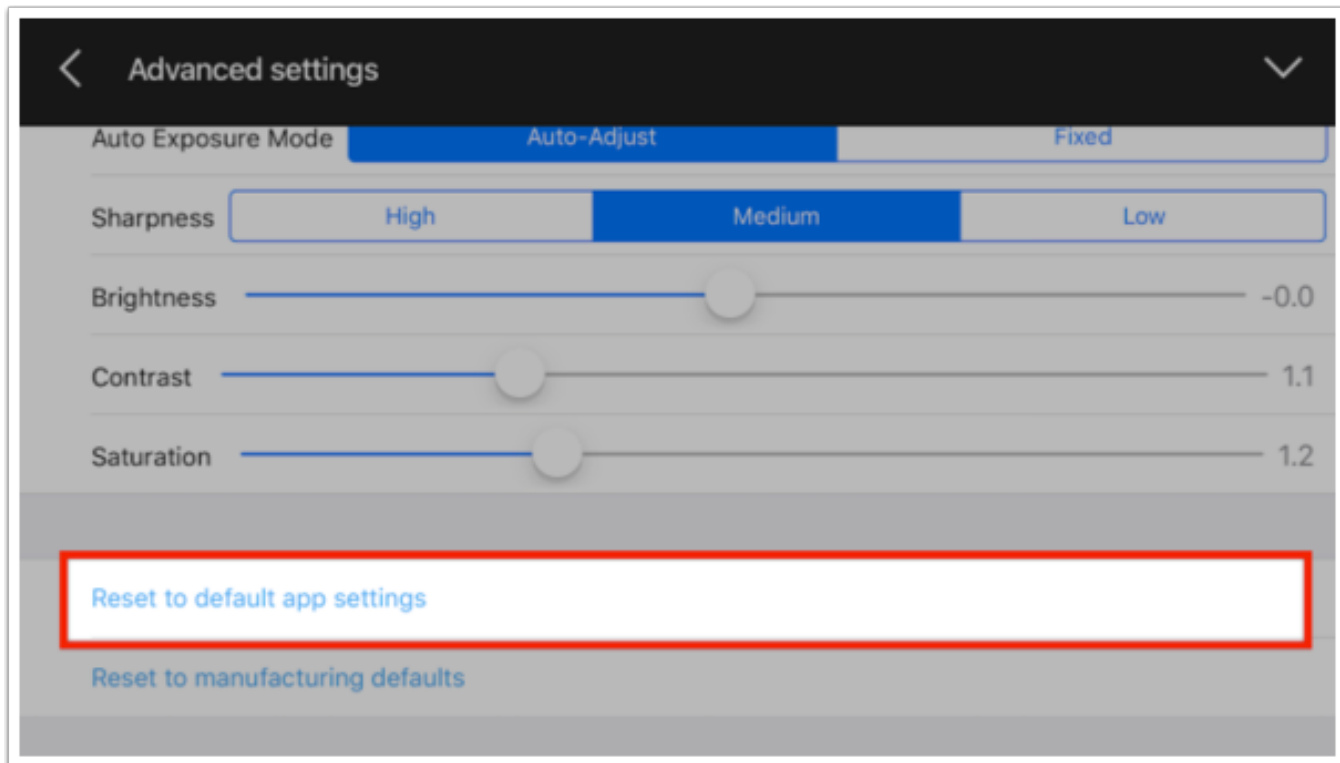 Advanced settings
Auto Exposure Mode Auto-Adjust Fixed
Sharpness High Medium Low
Brightness -0.0
Contrast 1.1
Saturation 1.2
Reset to default app settings
Reset to manufacturing defaults